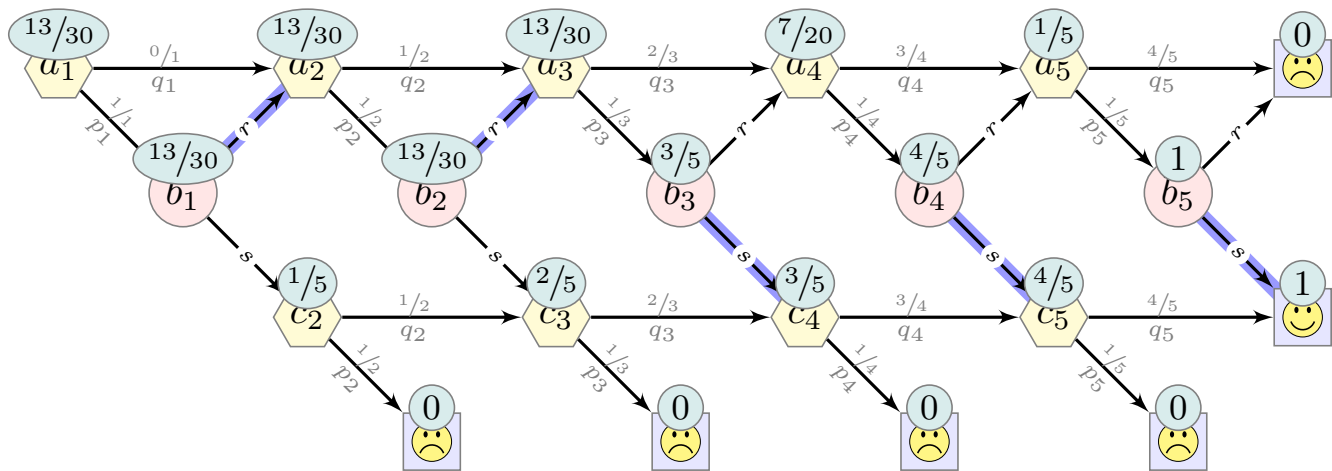 13/30 13/30 13/30 7/20 1/5 0
a1 0/1 q1 a2 1/2 q2 a3 2/3 q3 a4 3/4 q4 a5 4/5 q5
1/1 p1 r 1/2 p2 r 1/3 p3 r 1/4 p4 r 1/5 p5 r
13/30 13/30 3/5 4/5 1
b1 b2 b3 b4 b5
s s s s s
1/5 2/5 3/5 4/5 1
c2 1/2 q2 c3 2/3 q3 c4 3/4 q4 c5 4/5 q5
1/2 p2 1/3 p3 1/4 p4 1/5 p5
0 0 0 0